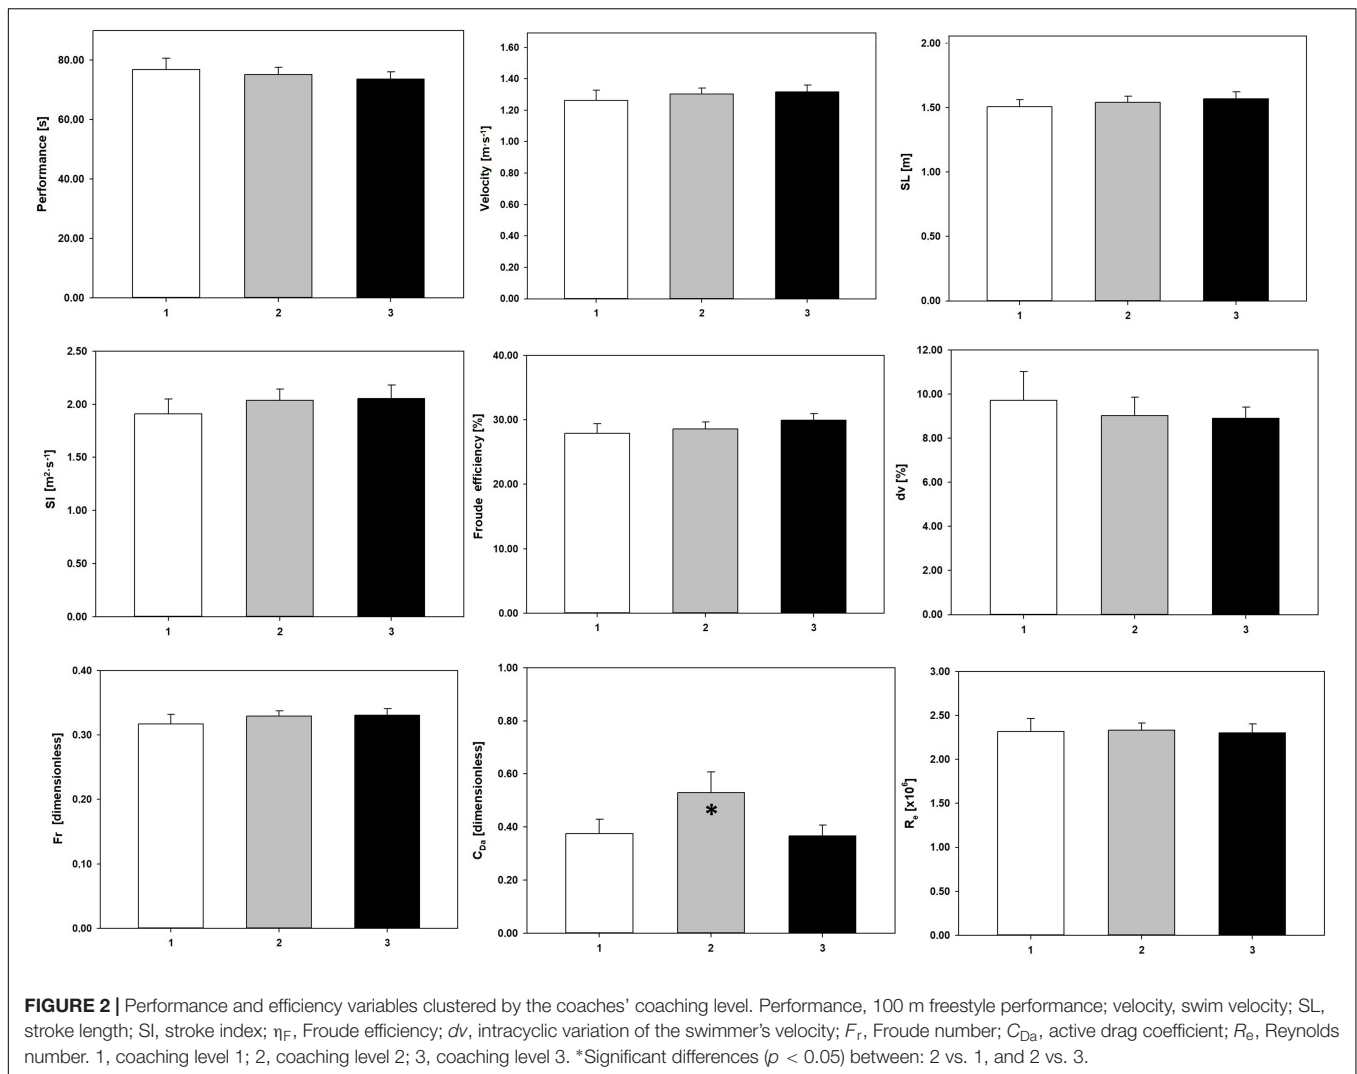 80.00
60.00
40.00
20.00
0.00
Performance [s]
1 2 3
1.60
1.40
1.20
1.00
0.80
0.60
0.40
0.20
0.00
Velocity [m·s⁻¹]
1 2 3
2.00
1.50
1.00
0.50
0.00
SL [m]
1 2 3
2.50
2.00
1.50
1.00
0.50
0.00
SI [m²·s⁻¹]
1 2 3
40.00
30.00
20.00
10.00
0.00
Froude efficiency [%]
1 2 3
12.00
10.00
8.00
6.00
4.00
2.00
0.00
dv [%]
1 2 3
0.40
0.30
0.20
0.10
0.00
Fr [dimensionless]
1 2 3
1.00
0.80
0.60
0.40
0.20
0.00
C_Da [dimensionless]
*
1 2 3
3.00
2.50
2.00
1.50
1.00
0.50
0.00
R_e [x10⁶]
1 2 3
FIGURE 2 | Performance and efficiency variables clustered by the coaches’ coaching level. Performance, 100 m freestyle performance; velocity, swim velocity; SL,
stroke length; SI, stroke index; η_F, Froude efficiency; dv, intracyclic variation of the swimmer’s velocity; F_r, Froude number; C_Da, active drag coefficient; R_e, Reynolds
number. 1, coaching level 1; 2, coaching level 2; 3, coaching level 3. *Significant differences (p < 0.05) between: 2 vs. 1, and 2 vs. 3.